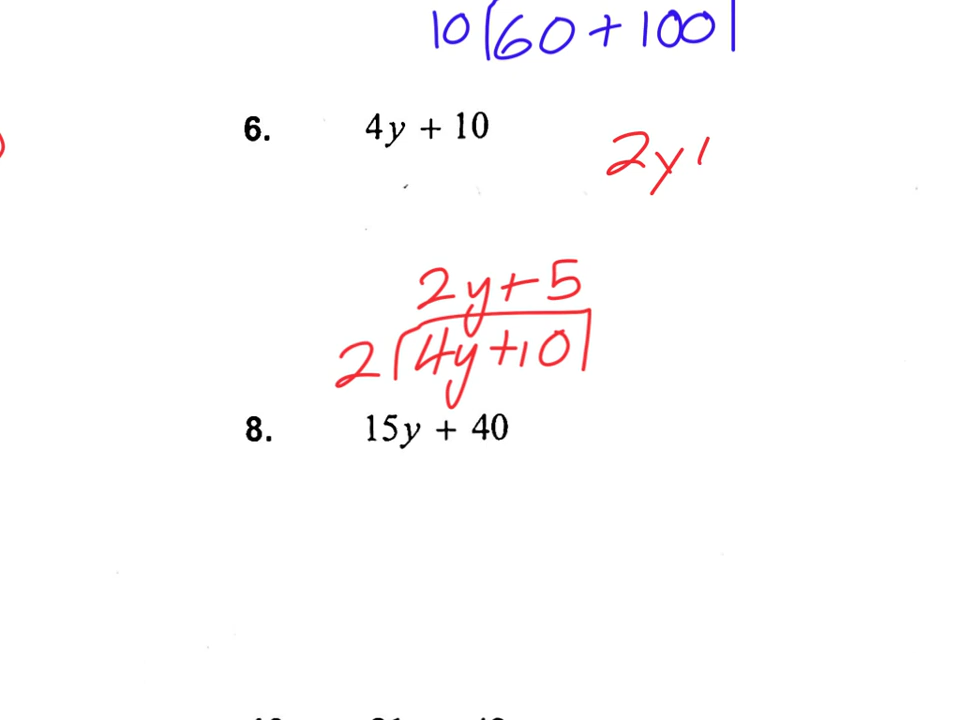 10 60 + 100
6. 4y + 10
2y
2y + 5
2 4y + 10
8. 15y + 40